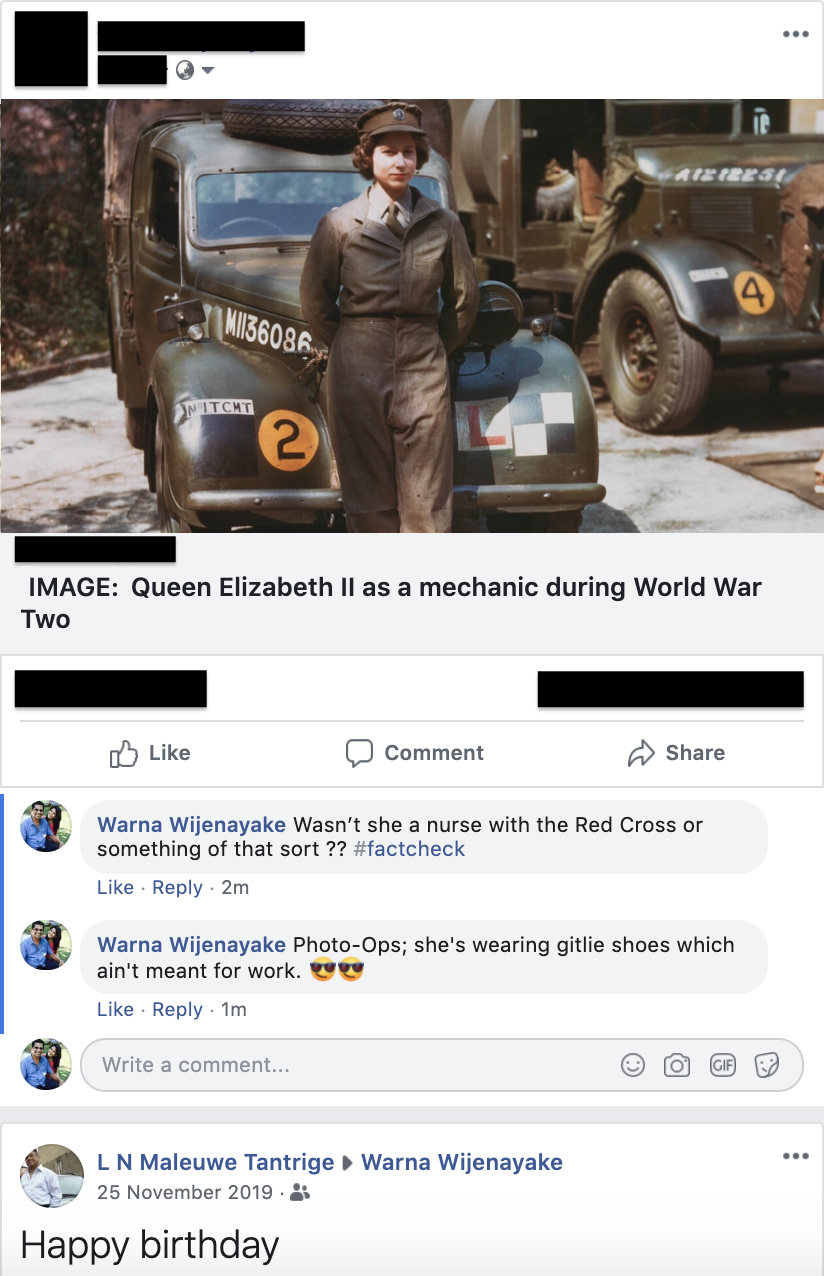 A1212251
4
M1136086
NOITCMT
2
L
IMAGE:  Queen Elizabeth II as a mechanic during World War
Two
Like
Comment
Share
Warna Wijenayake Wasn't she a nurse with the Red Cross or
something of that sort ?? #factcheck
Like · Reply · 2m
Warna Wijenayake Photo-Ops; she's wearing gitlie shoes which
ain't meant for work. 😎😎
Like · Reply · 1m
Write a comment...
GIF
L N Maleuwe Tantrige ▶ Warna Wijenayake
25 November 2019 ·
Happy birthday